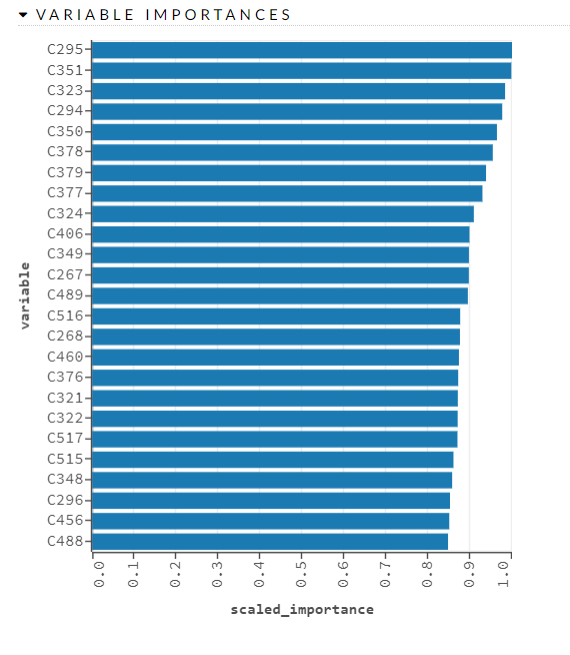 VARIABLE IMPORTANCES
C295
C351
C323
C294
C350
C378
C379
C377
C324
C406
C349
C267
C489
C516
C268
C460
C376
C321
C322
C517
C515
C348
C296
C456
C488
variable
0.0 0.1 0.2 0.3 0.4 0.5 0.6 0.7 0.8 0.9 1.0
scaled_importance